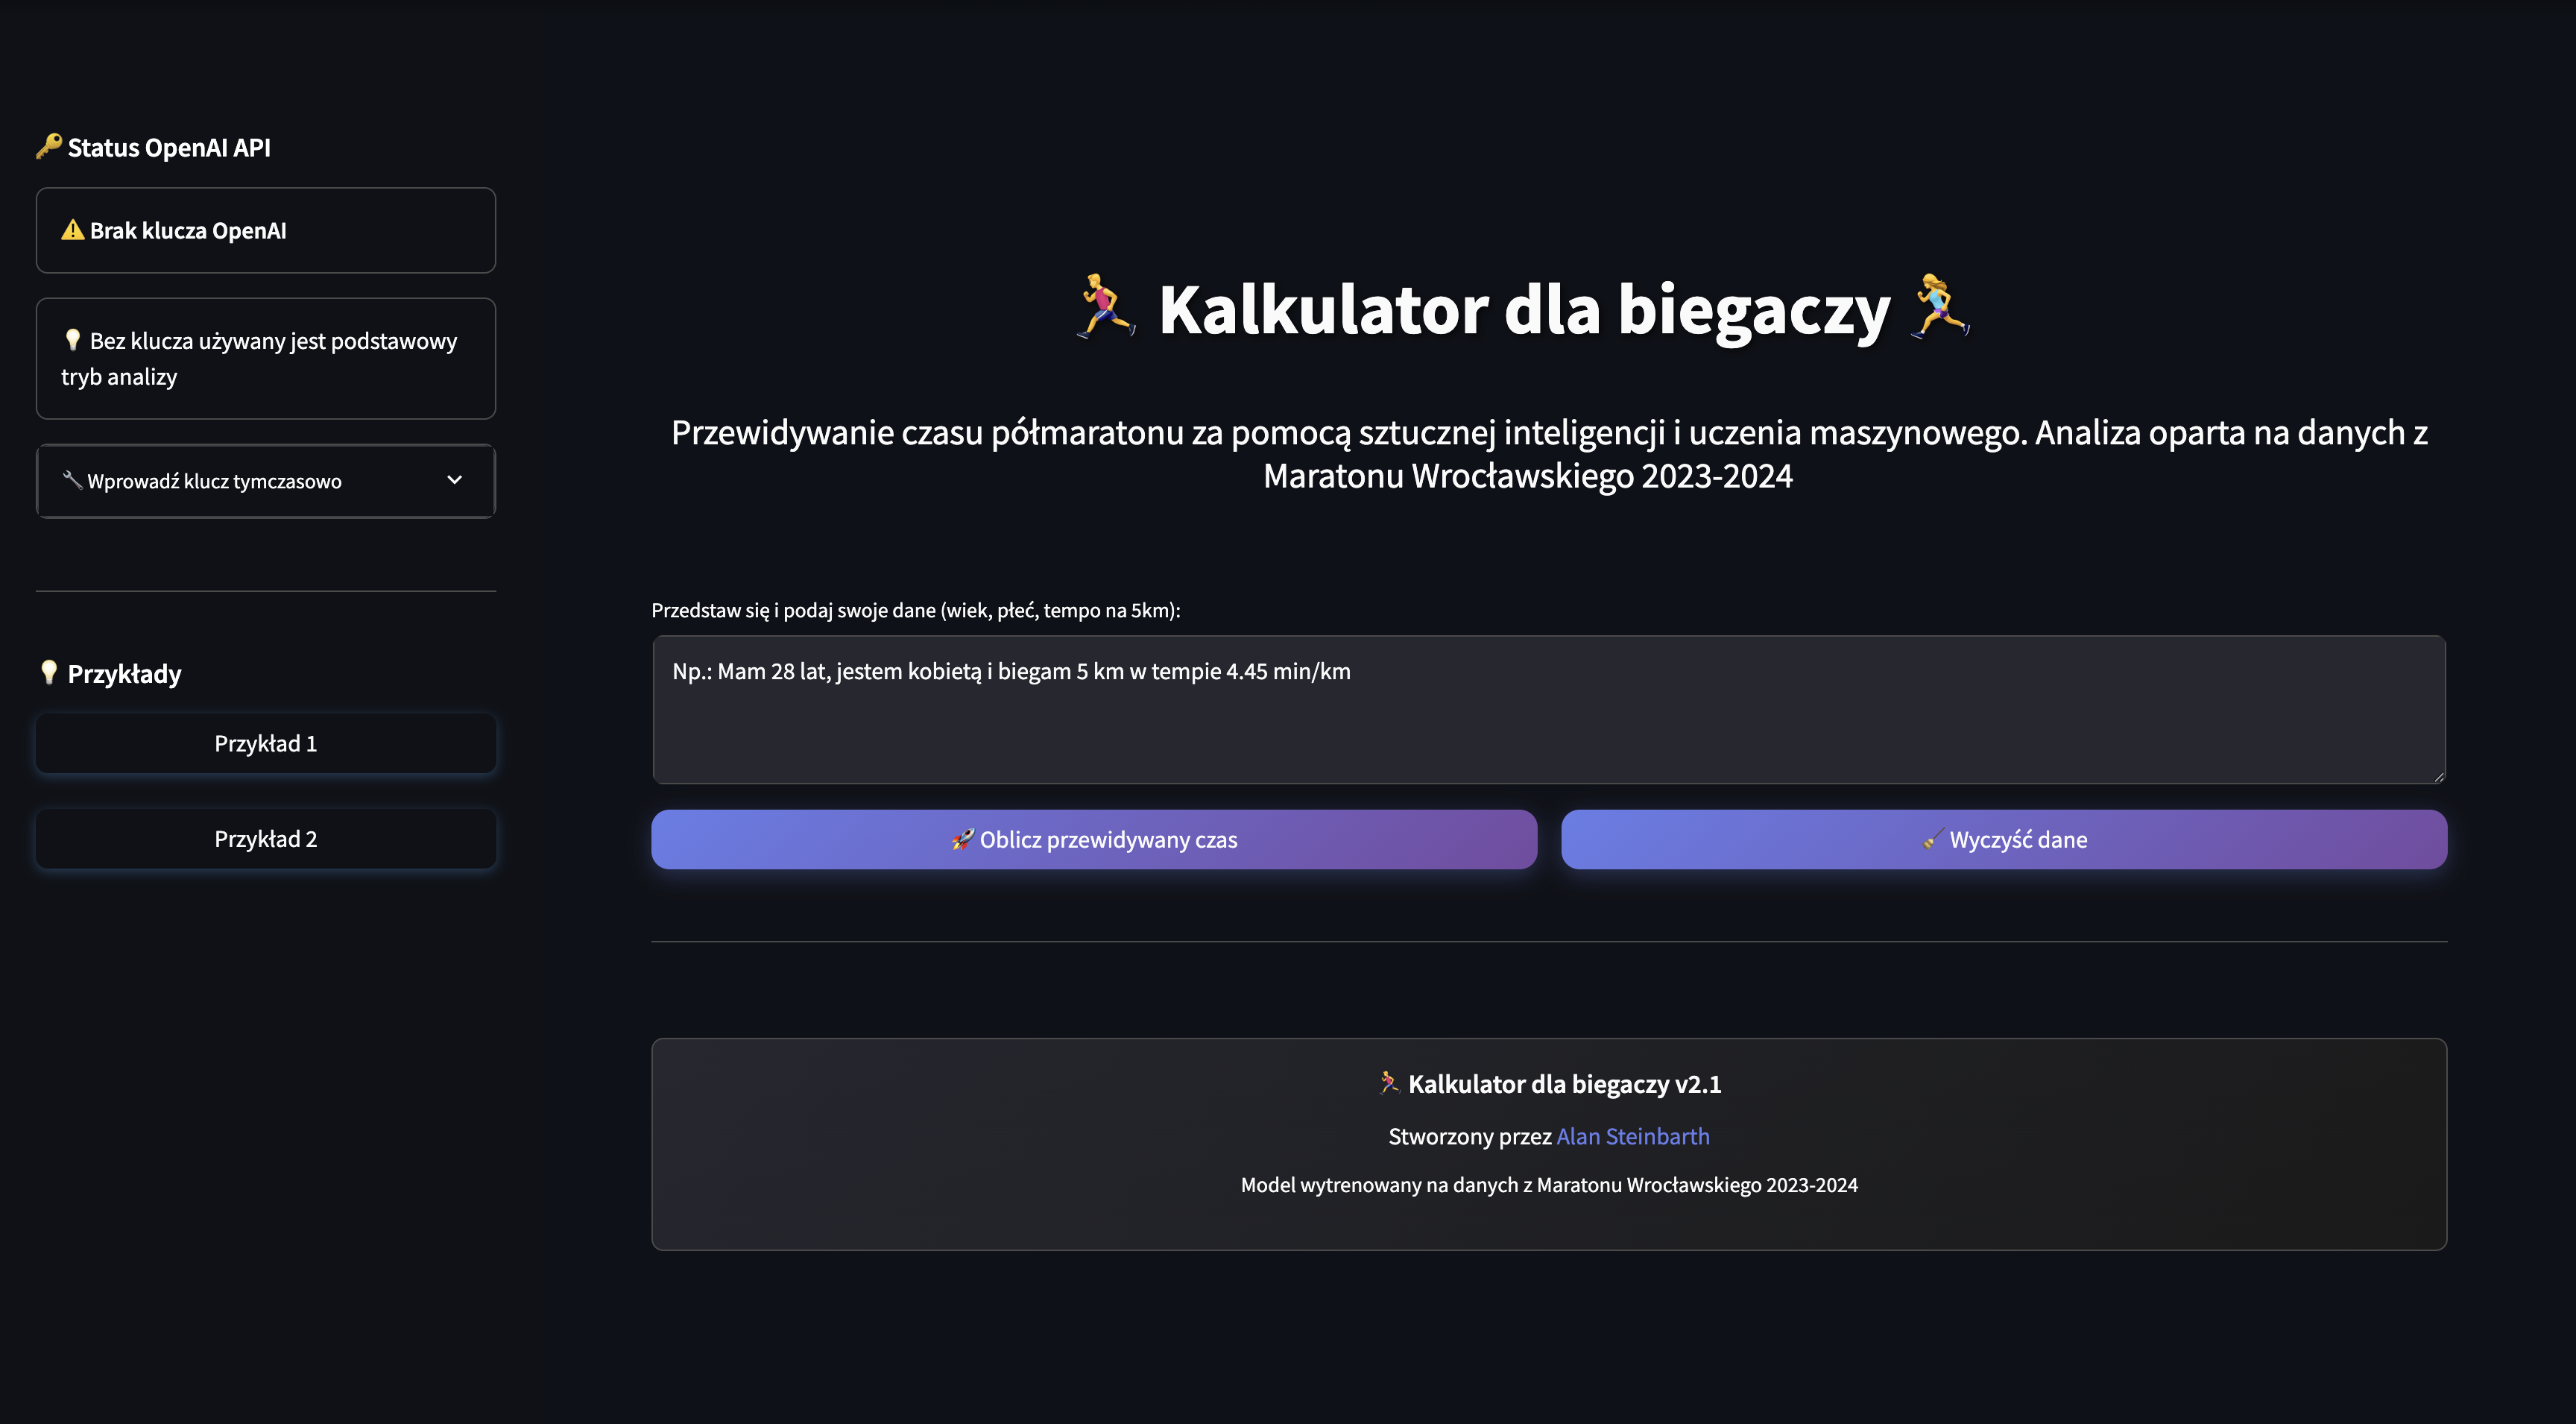 🔑 Status OpenAI API
⚠️ Brak klucza OpenAI
💡 Bez klucza używany jest podstawowy
tryb analizy
🔧 Wprowadź klucz tymczasowo
💡 Przykłady
Przykład 1
Przykład 2
🏃‍♂️ Kalkulator dla biegaczy 🏃‍♀️
Przewidywanie czasu półmaratonu za pomocą sztucznej inteligencji i uczenia maszynowego. Analiza oparta na danych z
Maratonu Wrocławskiego 2023-2024
Przedstaw się i podaj swoje dane (wiek, płeć, tempo na 5km):
Np.: Mam 28 lat, jestem kobietą i biegam 5 km w tempie 4.45 min/km
🚀 Oblicz przewidywany czas
🧹 Wyczyść dane
🏃‍♂️ Kalkulator dla biegaczy v2.1
Stworzony przez Alan Steinbarth
Model wytrenowany na danych z Maratonu Wrocławskiego 2023-2024